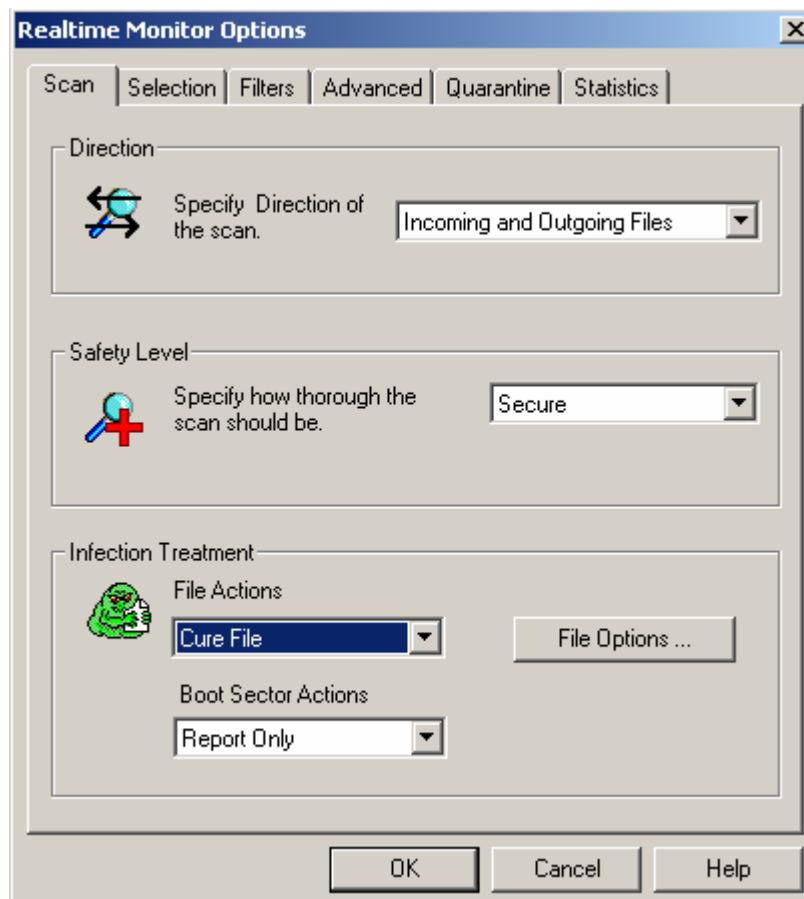 Realtime Monitor Options
Scan
Selection
Filters
Advanced
Quarantine
Statistics
Direction
Specify Direction of
the scan.
Incoming and Outgoing Files
Safety Level
Specify how thorough the
scan should be.
Secure
Infection Treatment
File Actions
Cure File
File Options ...
Boot Sector Actions
Report Only
OK
Cancel
Help